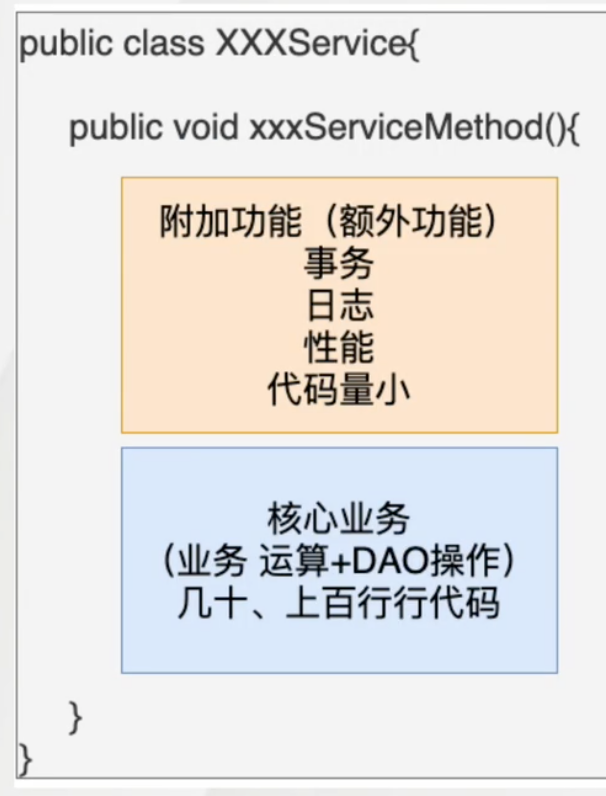 public class XXXService{
public void xxxServiceMethod(){
附加功能（额外功能）
事务
日志
性能
代码量小
核心业务
（业务 运算+DAO操作）
几十、上百行行代码
}
}